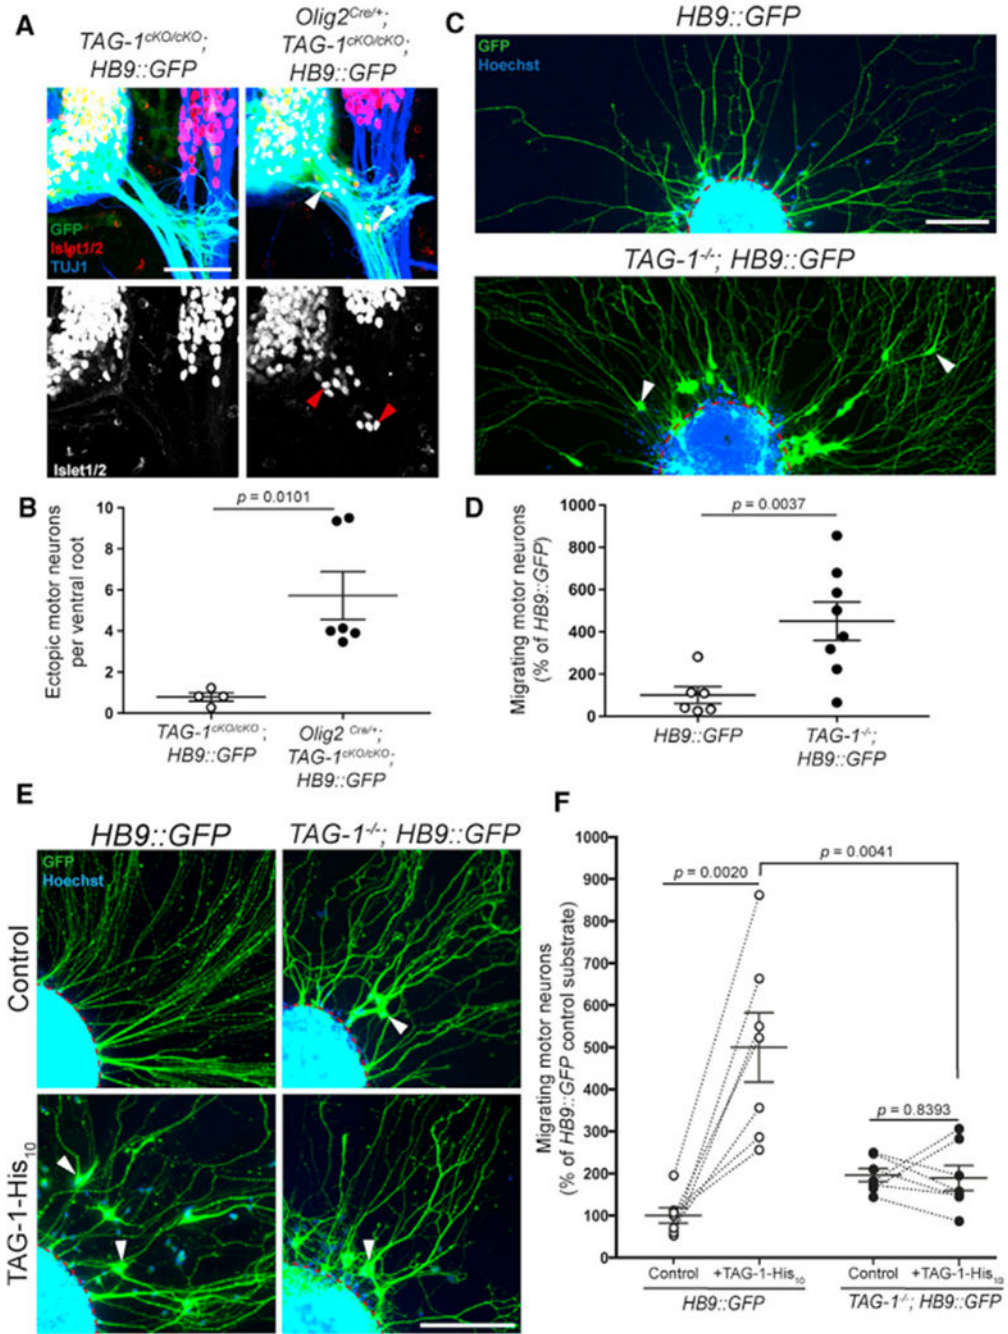 A
TAG-1cKO/cKO;
HB9::GFP
Olig2Cre/+;
TAG-1cKO/cKO;
HB9::GFP
GFP
Islet1/2
TUJ1
Islet1/2
B
Ectopic motor neurons
per ventral root
p = 0.0101
10
8
6
4
2
0
TAG-1cKO/cKO;
HB9::GFP
Olig2 Cre/+;
TAG-1cKO/cKO;
HB9::GFP
C
HB9::GFP
GFP
Hoechst
TAG-1-/-; HB9::GFP
D
Migrating motor neurons
(% of HB9::GFP)
p = 0.0037
1000
800
600
400
200
0
HB9::GFP
TAG-1-/-;
HB9::GFP
E
HB9::GFP
TAG-1-/-; HB9::GFP
GFP
Hoechst
Control
TAG-1-His10
F
Migrating motor neurons
(% of HB9::GFP control substrate)
1000
900
800
700
600
500
400
300
200
100
0
p = 0.0020
p = 0.0041
p = 0.8393
Control
+TAG-1-His10
Control
+TAG-1-His10
HB9::GFP
TAG-1-/-; HB9::GFP